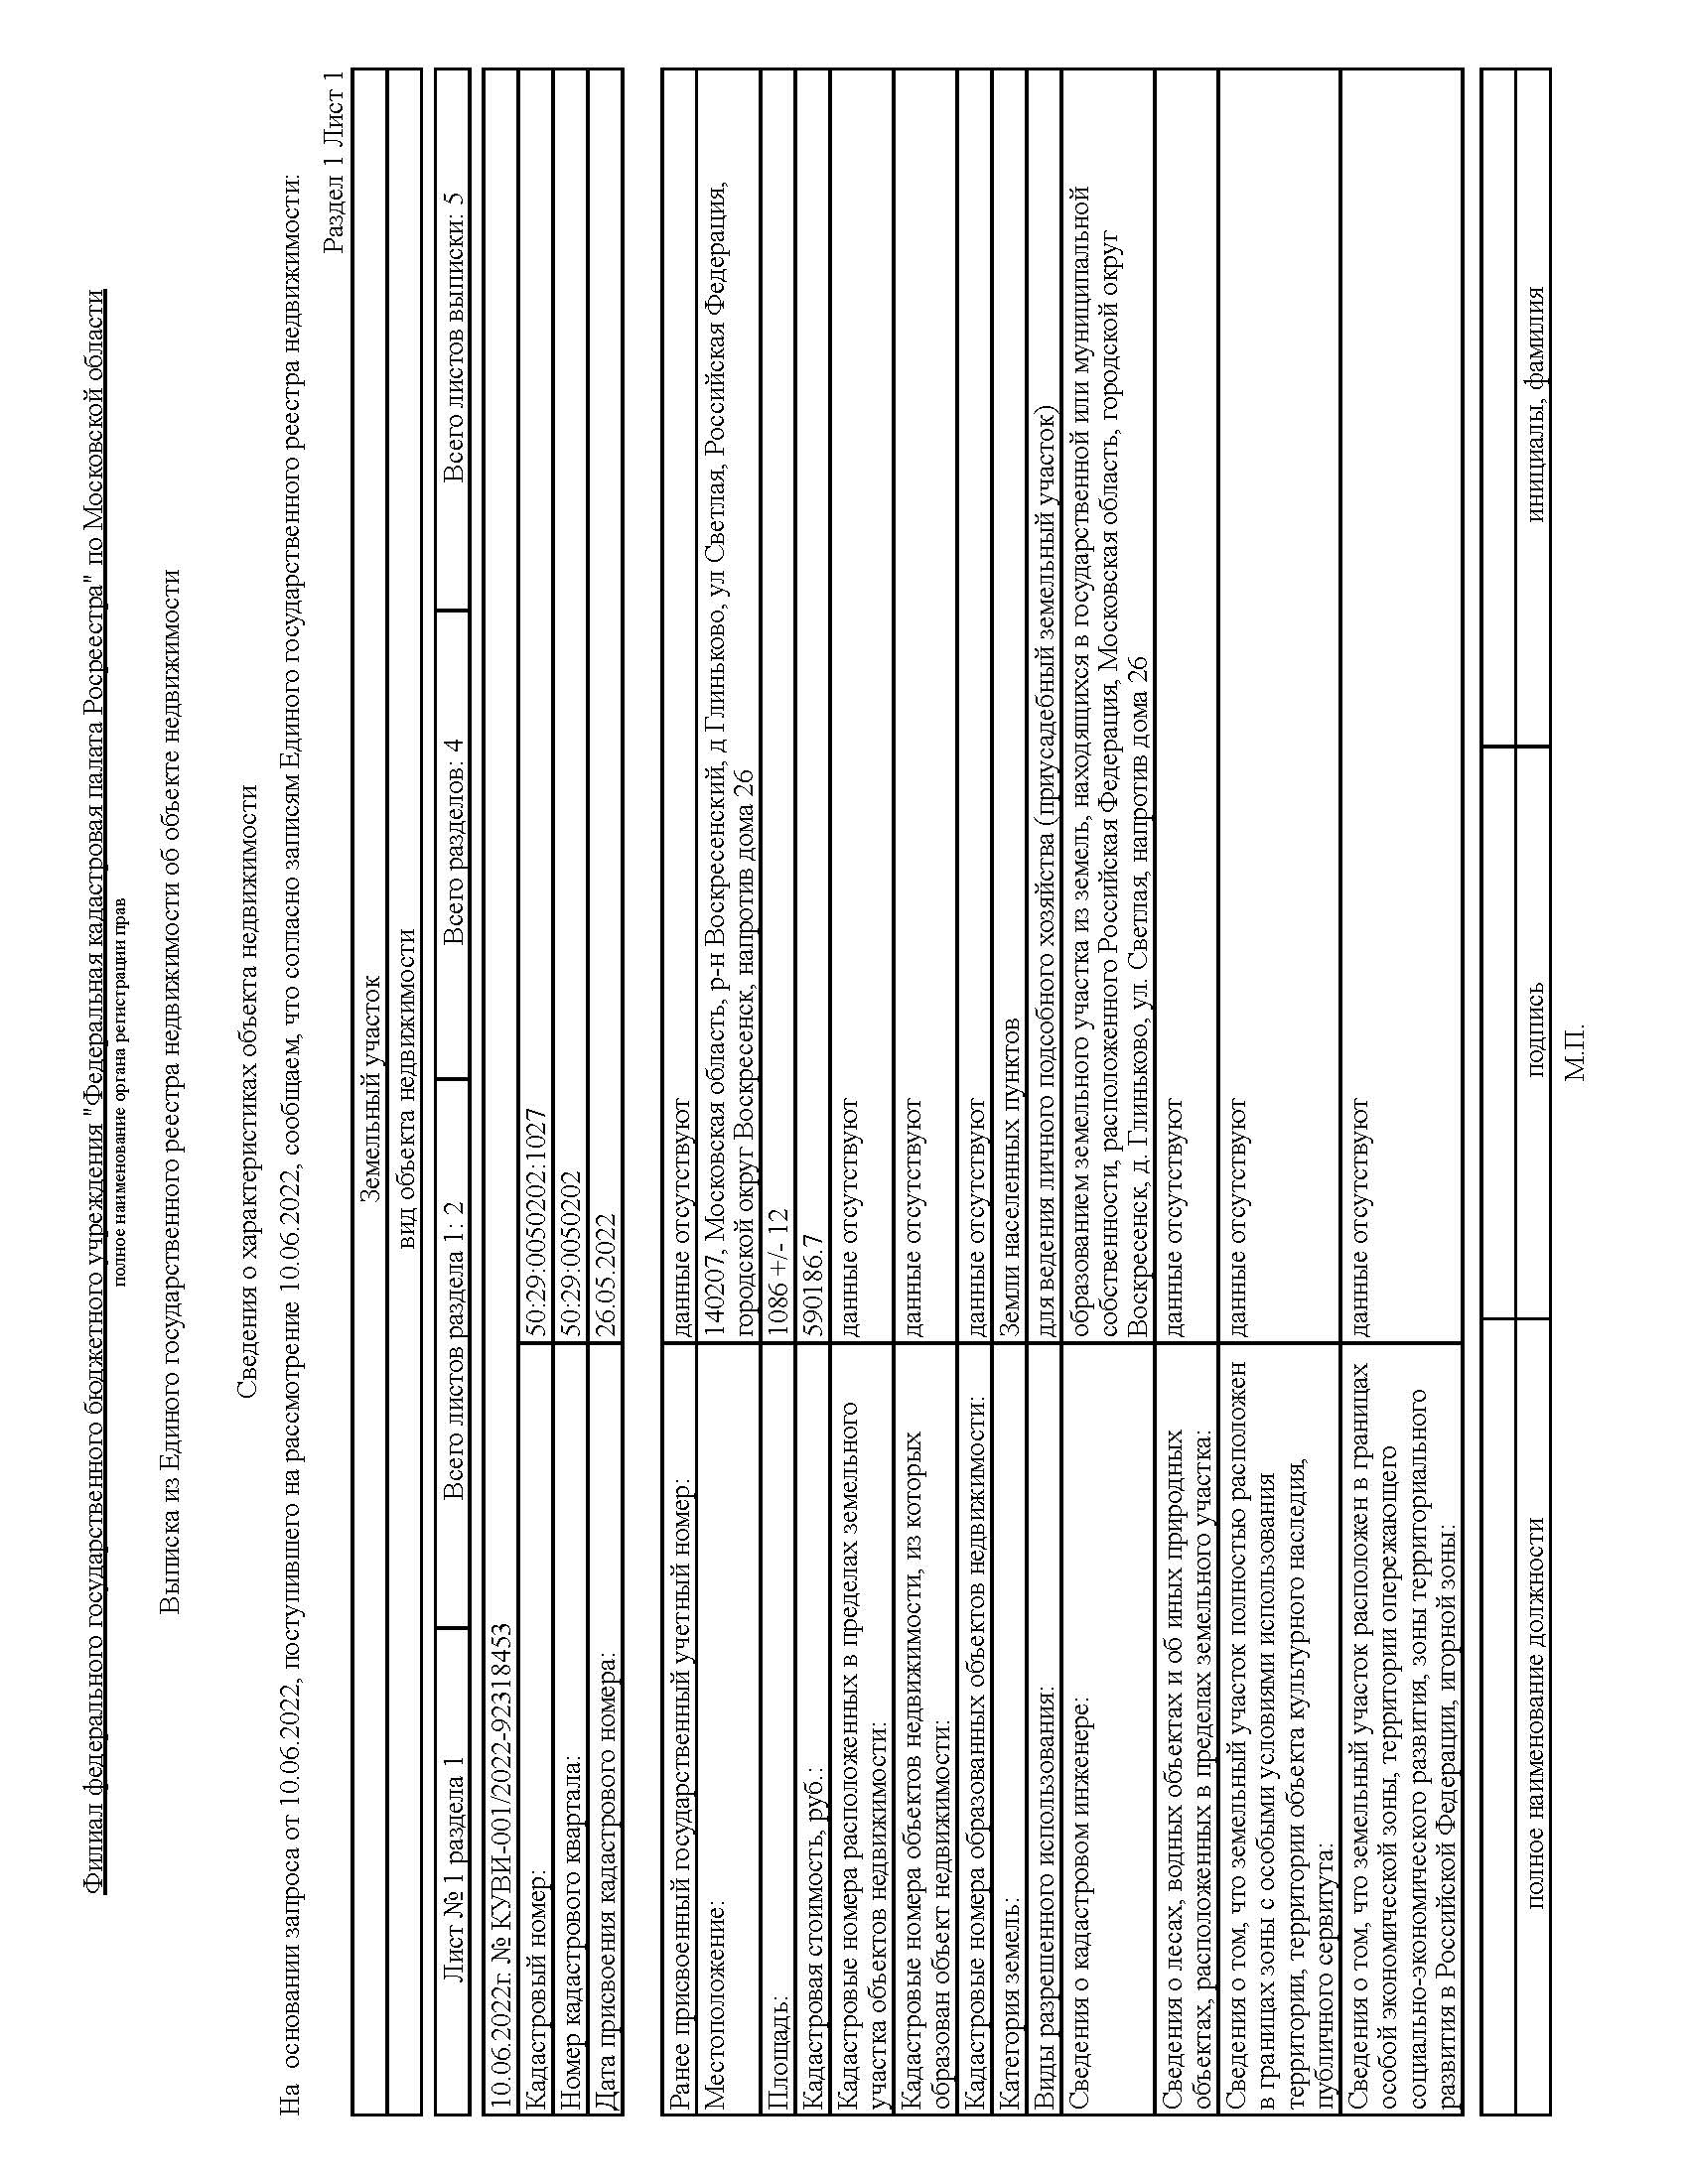 Филиал федерального государственного бюджетного учреждения "Федеральная кадастровая палата Росреестра" по Московской области
полное наименование органа регистрации прав
Выписка из Единого государственного реестра недвижимости об объекте недвижимости
Сведения о характеристиках объекта недвижимости
На основании запроса от 10.06.2022, поступившего на рассмотрение 10.06.2022, сообщаем, что согласно записям Единого государственного реестра недвижимости:
Раздел 1 Лист 1
Земельный участок
вид объекта недвижимости
Лист № 1 раздела 1 Всего листов раздела 1: 2 Всего разделов: 4 Всего листов выписки: 5
10.06.2022г. № КУВИ-001/2022-92318453
Кадастровый номер: 50:29:0050202:1027
Номер кадастрового квартала: 50:29:0050202
Дата присвоения кадастрового номера: 26.05.2022
Ранее присвоенный государственный учетный номер: данные отсутствуют
Местоположение: 140207, Московская область, р-н Воскресенский, д Глиньково, ул Светлая, Российская Федерация,
городской округ Воскресенск, напротив дома 26
Площадь: 1086 +/- 12
Кадастровая стоимость, руб.: 590186.7
Кадастровые номера расположенных в пределах земельного данные отсутствуют
участка объектов недвижимости:
Кадастровые номера объектов недвижимости, из которых данные отсутствуют
образован объект недвижимости:
Кадастровые номера образованных объектов недвижимости: данные отсутствуют
Категория земель: Земли населенных пунктов
Виды разрешенного использования: для ведения личного подсобного хозяйства (приусадебный земельный участок)
Сведения о кадастровом инженере: образованием земельного участка из земель, находящихся в государственной или муниципальной
собственности, расположенного Российская Федерация, Московская область, городской округ
Воскресенск, д. Глиньково, ул. Светлая, напротив дома 26
Сведения о лесах, водных объектах и об иных природных данные отсутствуют
объектах, расположенных в пределах земельного участка:
Сведения о том, что земельный участок полностью расположен данные отсутствуют
в границах зоны с особыми условиями использования
территории, территории объекта культурного наследия,
публичного сервитута:
Сведения о том, что земельный участок расположен в границах данные отсутствуют
особой экономической зоны, территории опережающего
социально-экономического развития, зоны территориального
развития в Российской Федерации, игорной зоны:
полное наименование должности подпись инициалы, фамилия
М.П.